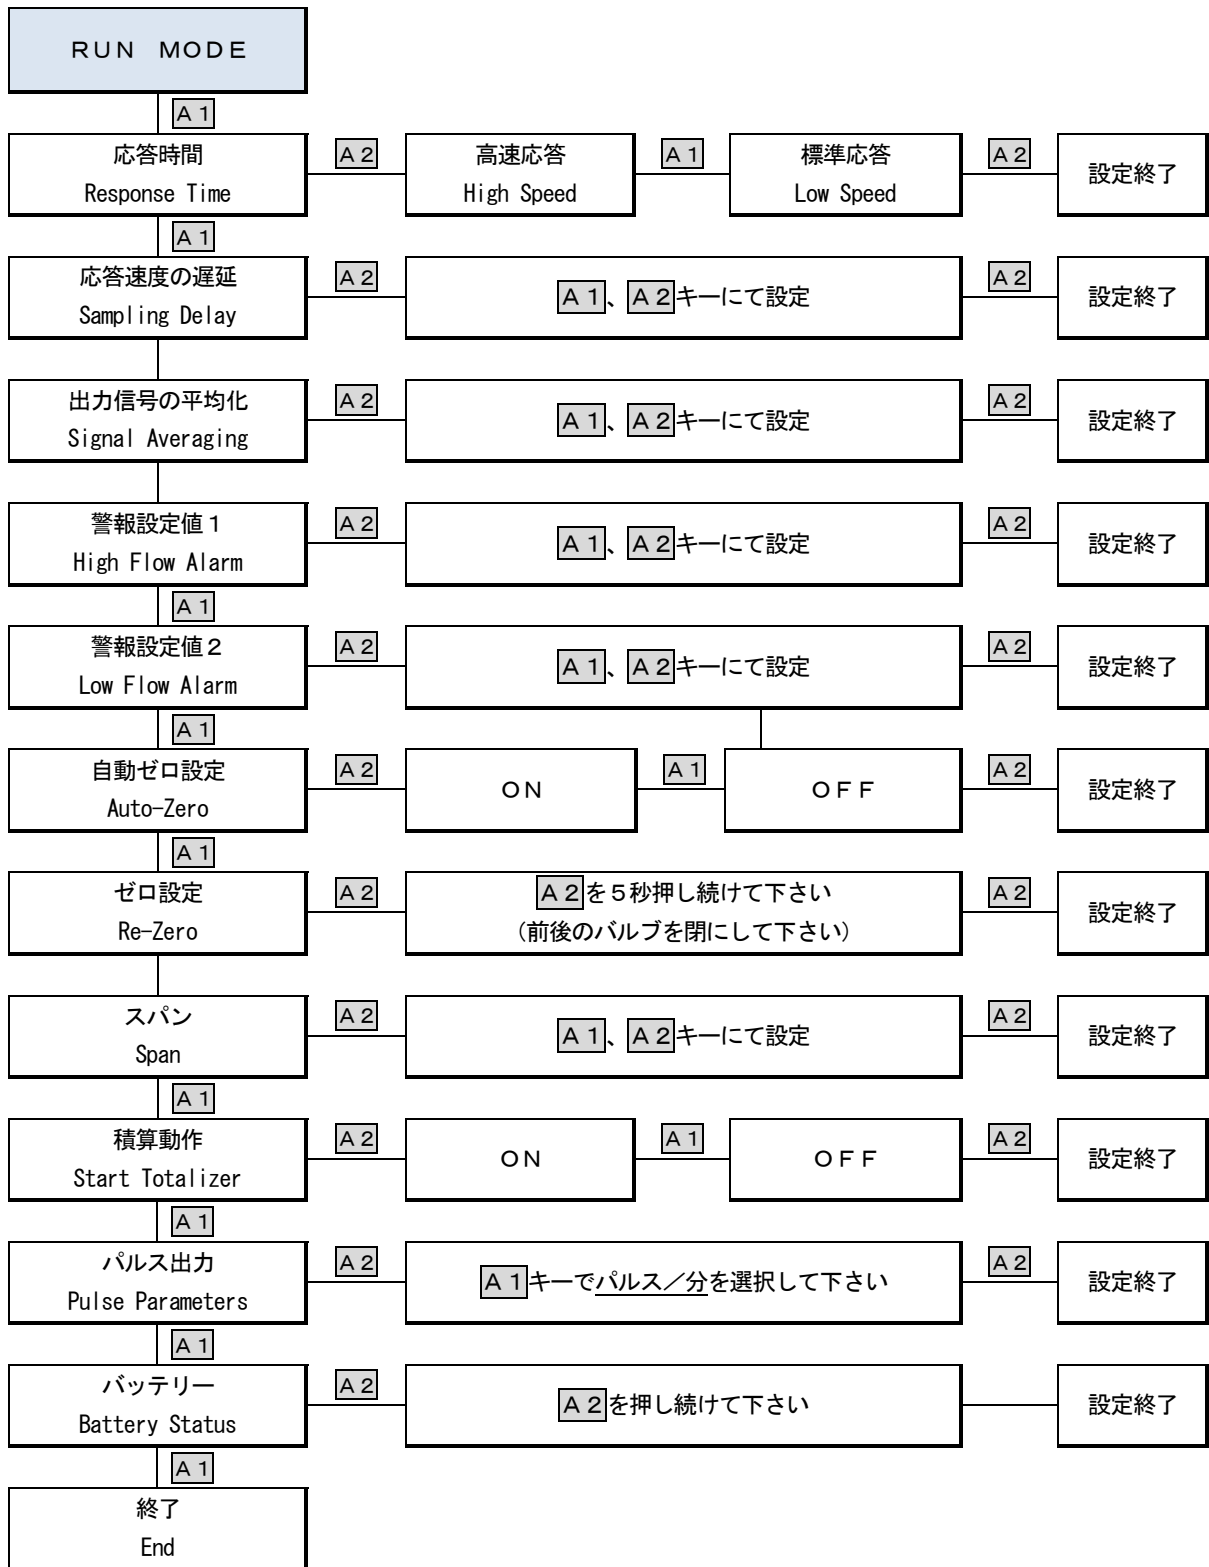 ＲＵＮ　ＭＯＤＥ
Ａ１
応答時間
Response Time
Ａ２
高速応答
High Speed
Ａ１
標準応答
Low Speed
Ａ２
設定終了
Ａ１
応答速度の遅延
Sampling Delay
Ａ２
Ａ１、Ａ２キーにて設定
Ａ２
設定終了
出力信号の平均化
Signal Averaging
Ａ２
Ａ１、Ａ２キーにて設定
Ａ２
設定終了
警報設定値１
High Flow Alarm
Ａ２
Ａ１、Ａ２キーにて設定
Ａ２
設定終了
Ａ１
警報設定値２
Low Flow Alarm
Ａ２
Ａ１、Ａ２キーにて設定
Ａ２
設定終了
Ａ１
自動ゼロ設定
Auto-Zero
Ａ２
ＯＮ
Ａ１
ＯＦＦ
Ａ２
設定終了
Ａ１
ゼロ設定
Re-Zero
Ａ２
Ａ２を５秒押し続けて下さい
(前後のバルブを閉にして下さい)
Ａ２
設定終了
スパン
Span
Ａ２
Ａ１、Ａ２キーにて設定
Ａ２
設定終了
Ａ１
積算動作
Start Totalizer
Ａ２
ＯＮ
Ａ１
ＯＦＦ
Ａ２
設定終了
Ａ１
パルス出力
Pulse Parameters
Ａ２
Ａ１キーでパルス／分を選択して下さい
Ａ２
設定終了
Ａ１
バッテリー
Battery Status
Ａ２
Ａ２を押し続けて下さい
設定終了
Ａ１
終了
End